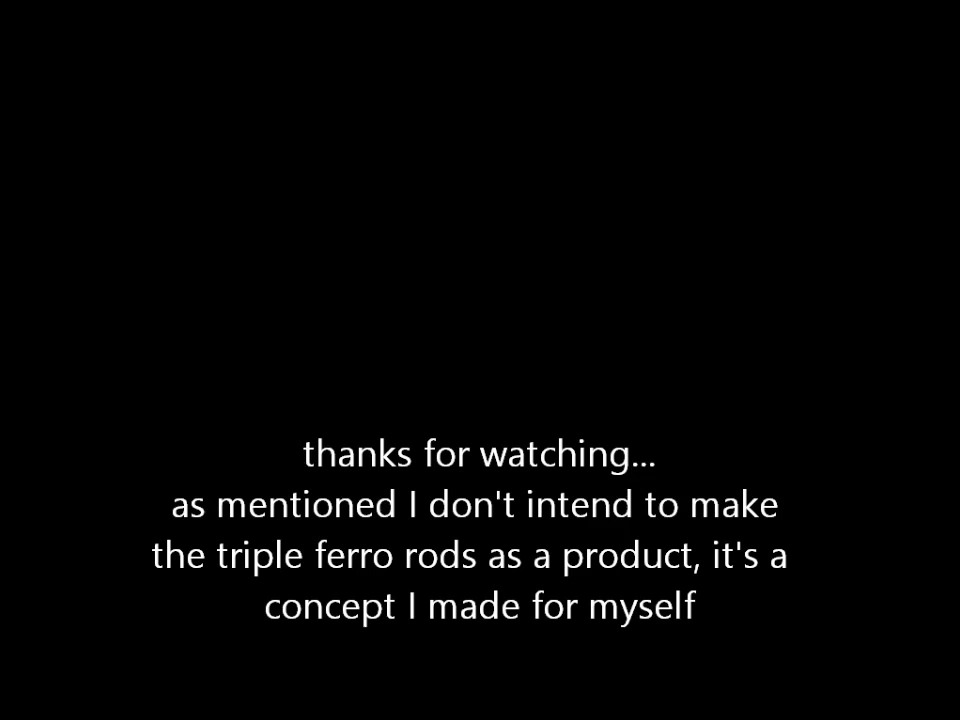 thanks for watching...
as mentioned I don't intend to make
the triple ferro rods as a product, it's a
concept I made for myself